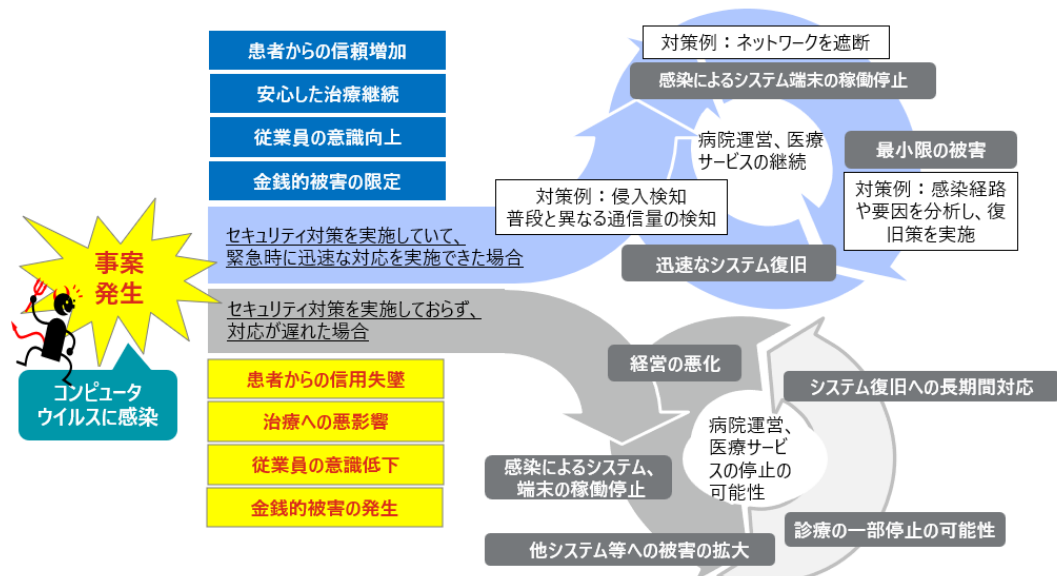 患者からの信頼増加
安心した治療継続
従業員の意識向上
金銭的被害の限定
対策例：ネットワークを遮断
感染によるシステム端末の稼働停止
病院運営、医療
サービスの継続
最小限の被害
対策例：感染経路
や要因を分析し、復
旧策を実施
対策例：侵入検知
普段と異なる通信量の検知
迅速なシステム復旧
セキュリティ対策を実施していて、
緊急時に迅速な対応を実施できた場合
事案
発生
コンピュータ
ウイルスに感染
セキュリティ対策を実施しておらず、
対応が遅れた場合
患者からの信用失墜
治療への悪影響
従業員の意識低下
金銭的被害の発生
経営の悪化
システム復旧への長期間対応
病院運営、
医療サービ
スの停止の
可能性
感染によるシステム、
端末の稼働停止
診療の一部停止の可能性
他システム等への被害の拡大